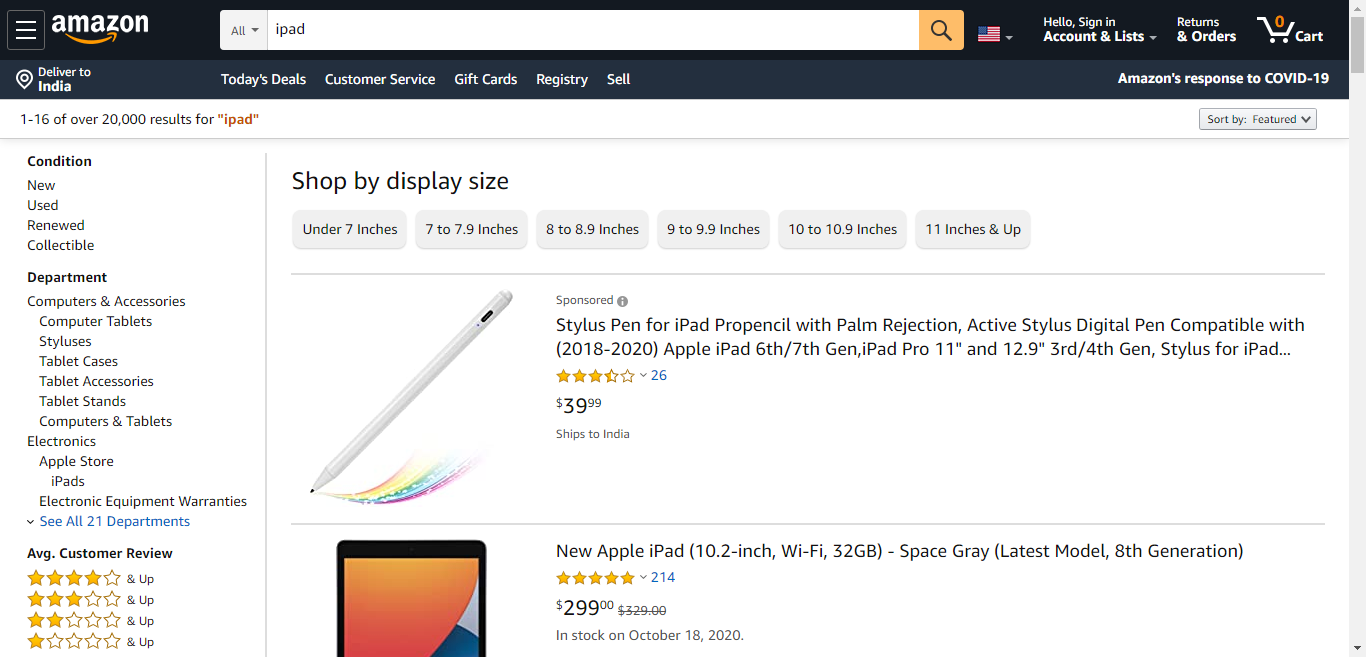 amazon
All
ipad
Hello, Sign in
Account & Lists
Returns
& Orders
0
Cart
Deliver to
India
Today's Deals
Customer Service
Gift Cards
Registry
Sell
Amazon's response to COVID-19
1-16 of over 20,000 results for "ipad"
Sort by: Featured
Condition
New
Used
Renewed
Collectible
Department
Computers & Accessories
Computer Tablets
Styluses
Tablet Cases
Tablet Accessories
Tablet Stands
Computers & Tablets
Electronics
Apple Store
iPads
Electronic Equipment Warranties
See All 21 Departments
Avg. Customer Review
& Up
& Up
& Up
& Up
Shop by display size
Under 7 Inches
7 to 7.9 Inches
8 to 8.9 Inches
9 to 9.9 Inches
10 to 10.9 Inches
11 Inches & Up
Sponsored
Stylus Pen for iPad Propencil with Palm Rejection, Active Stylus Digital Pen Compatible with
(2018-2020) Apple iPad 6th/7th Gen,iPad Pro 11" and 12.9" 3rd/4th Gen, Stylus for iPad...
26
$3999
Ships to India
New Apple iPad (10.2-inch, Wi-Fi, 32GB) - Space Gray (Latest Model, 8th Generation)
214
$29900 $329.00
In stock on October 18, 2020.